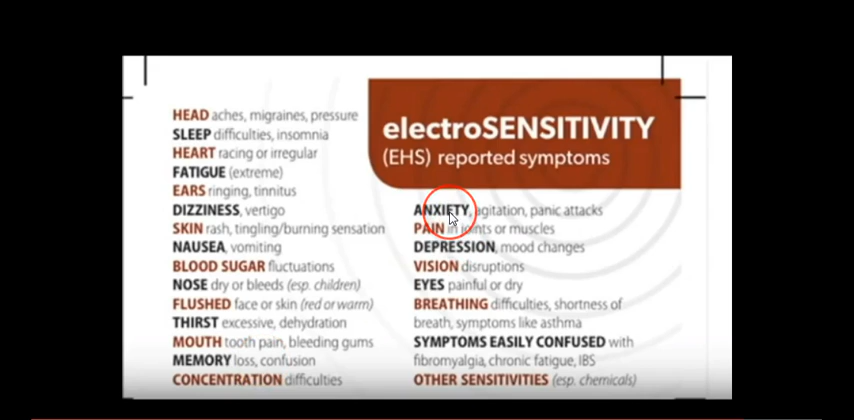 electroSENSITIVITY
(EHS) reported symptoms
HEAD aches, migraines, pressure
SLEEP difficulties, insomnia
HEART racing or irregular
FATIGUE (extreme)
EARS ringing, tinnitus
DIZZINESS, vertigo
SKIN rash, tingling/burning sensation
NAUSEA, vomiting
BLOOD SUGAR fluctuations
NOSE dry or bleeds (esp. children)
FLUSHED face or skin (red or warm)
THIRST excessive, dehydration
MOUTH tooth pain, bleeding gums
MEMORY loss, confusion
CONCENTRATION difficulties
ANXIETY, agitation, panic attacks
PAIN in joints or muscles
DEPRESSION, mood changes
VISION disruptions
EYES painful or dry
BREATHING difficulties, shortness of
breath, symptoms like asthma
SYMPTOMS EASILY CONFUSED with
fibromyalgia, chronic fatigue, IBS
OTHER SENSITIVITIES (esp. chemicals)